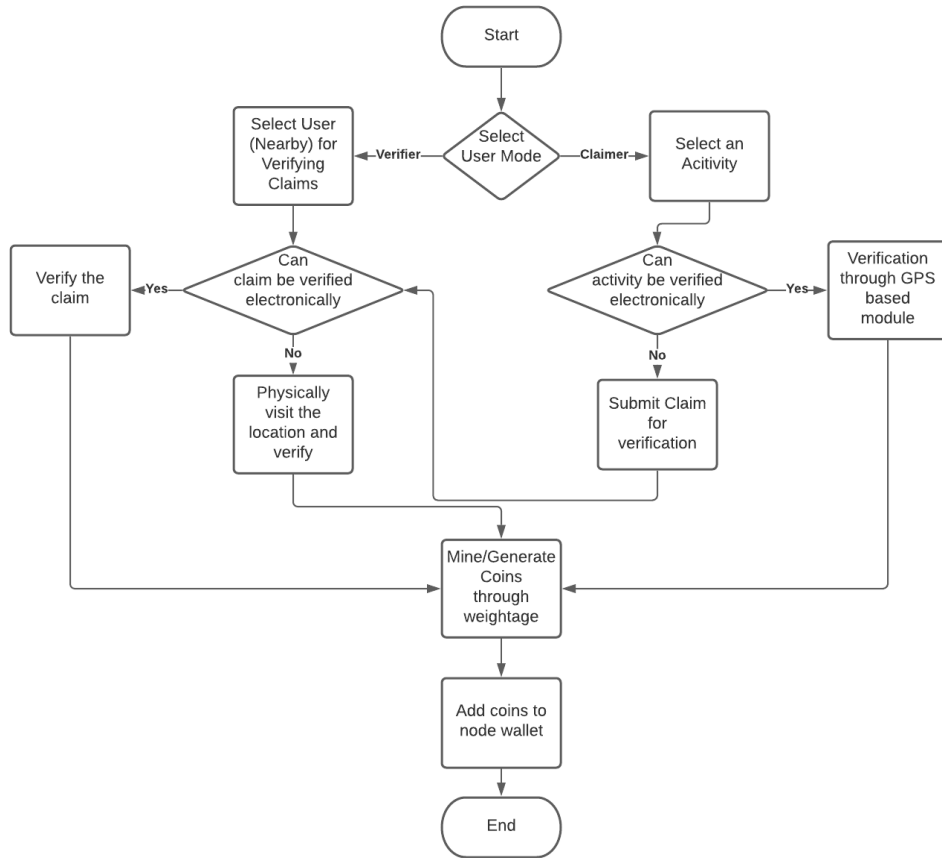 Start
Select
User Mode
Verifier
Claimer
Select User
(Nearby) for
Verifying
Claims
Select an
Acitivity
Can
claim be verified
electronically
Yes
Verify the
claim
No
Physically
visit the
location and
verify
Can
activity be verified
electronically
Yes
Verification
through GPS
based
module
No
Submit Claim
for
verification
Mine/Generate
Coins
through
weightage
Add coins to
node wallet
End